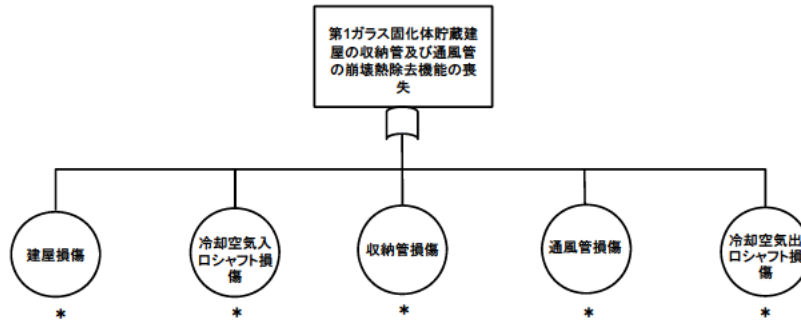 第1ガラス固化体貯蔵建
屋の収納管及び通風管
の崩壊熱除去機能の喪
失
建屋損傷
冷却空気入
口シャフト損
傷
収納管損傷
通風管損傷
冷却空気出
口シャフト損
傷
*
*
*
*
*